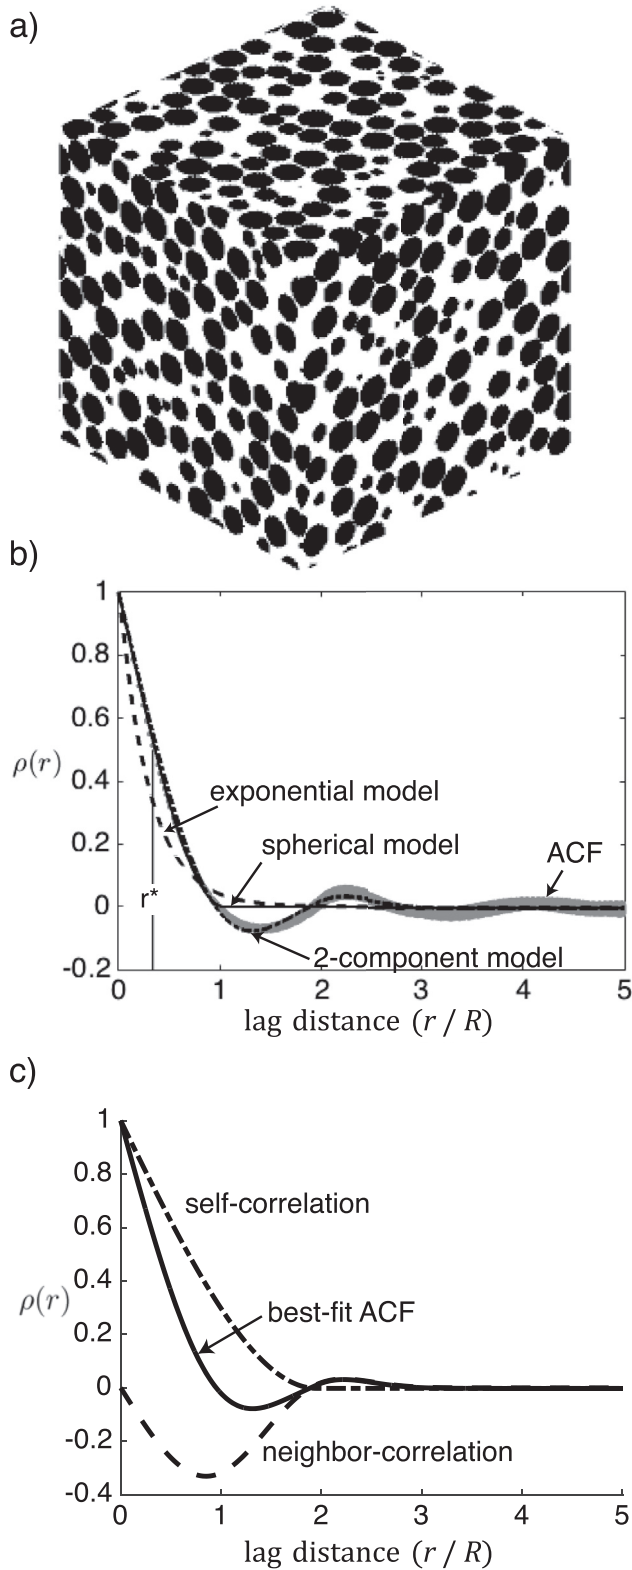 a)
b)
1
0.8
0.6
ρ(r)
0.4
exponential model
0.2
spherical model
ACF
r*
0
2-component model
-0.2
0 1 2 3 4 5
lag distance (r / R)
c)
1
0.8
self-correlation
0.6
0.4
ρ(r)
best-fit ACF
0.2
0
-0.2
neighbor-correlation
-0.4
0 1 2 3 4 5
lag distance (r / R)